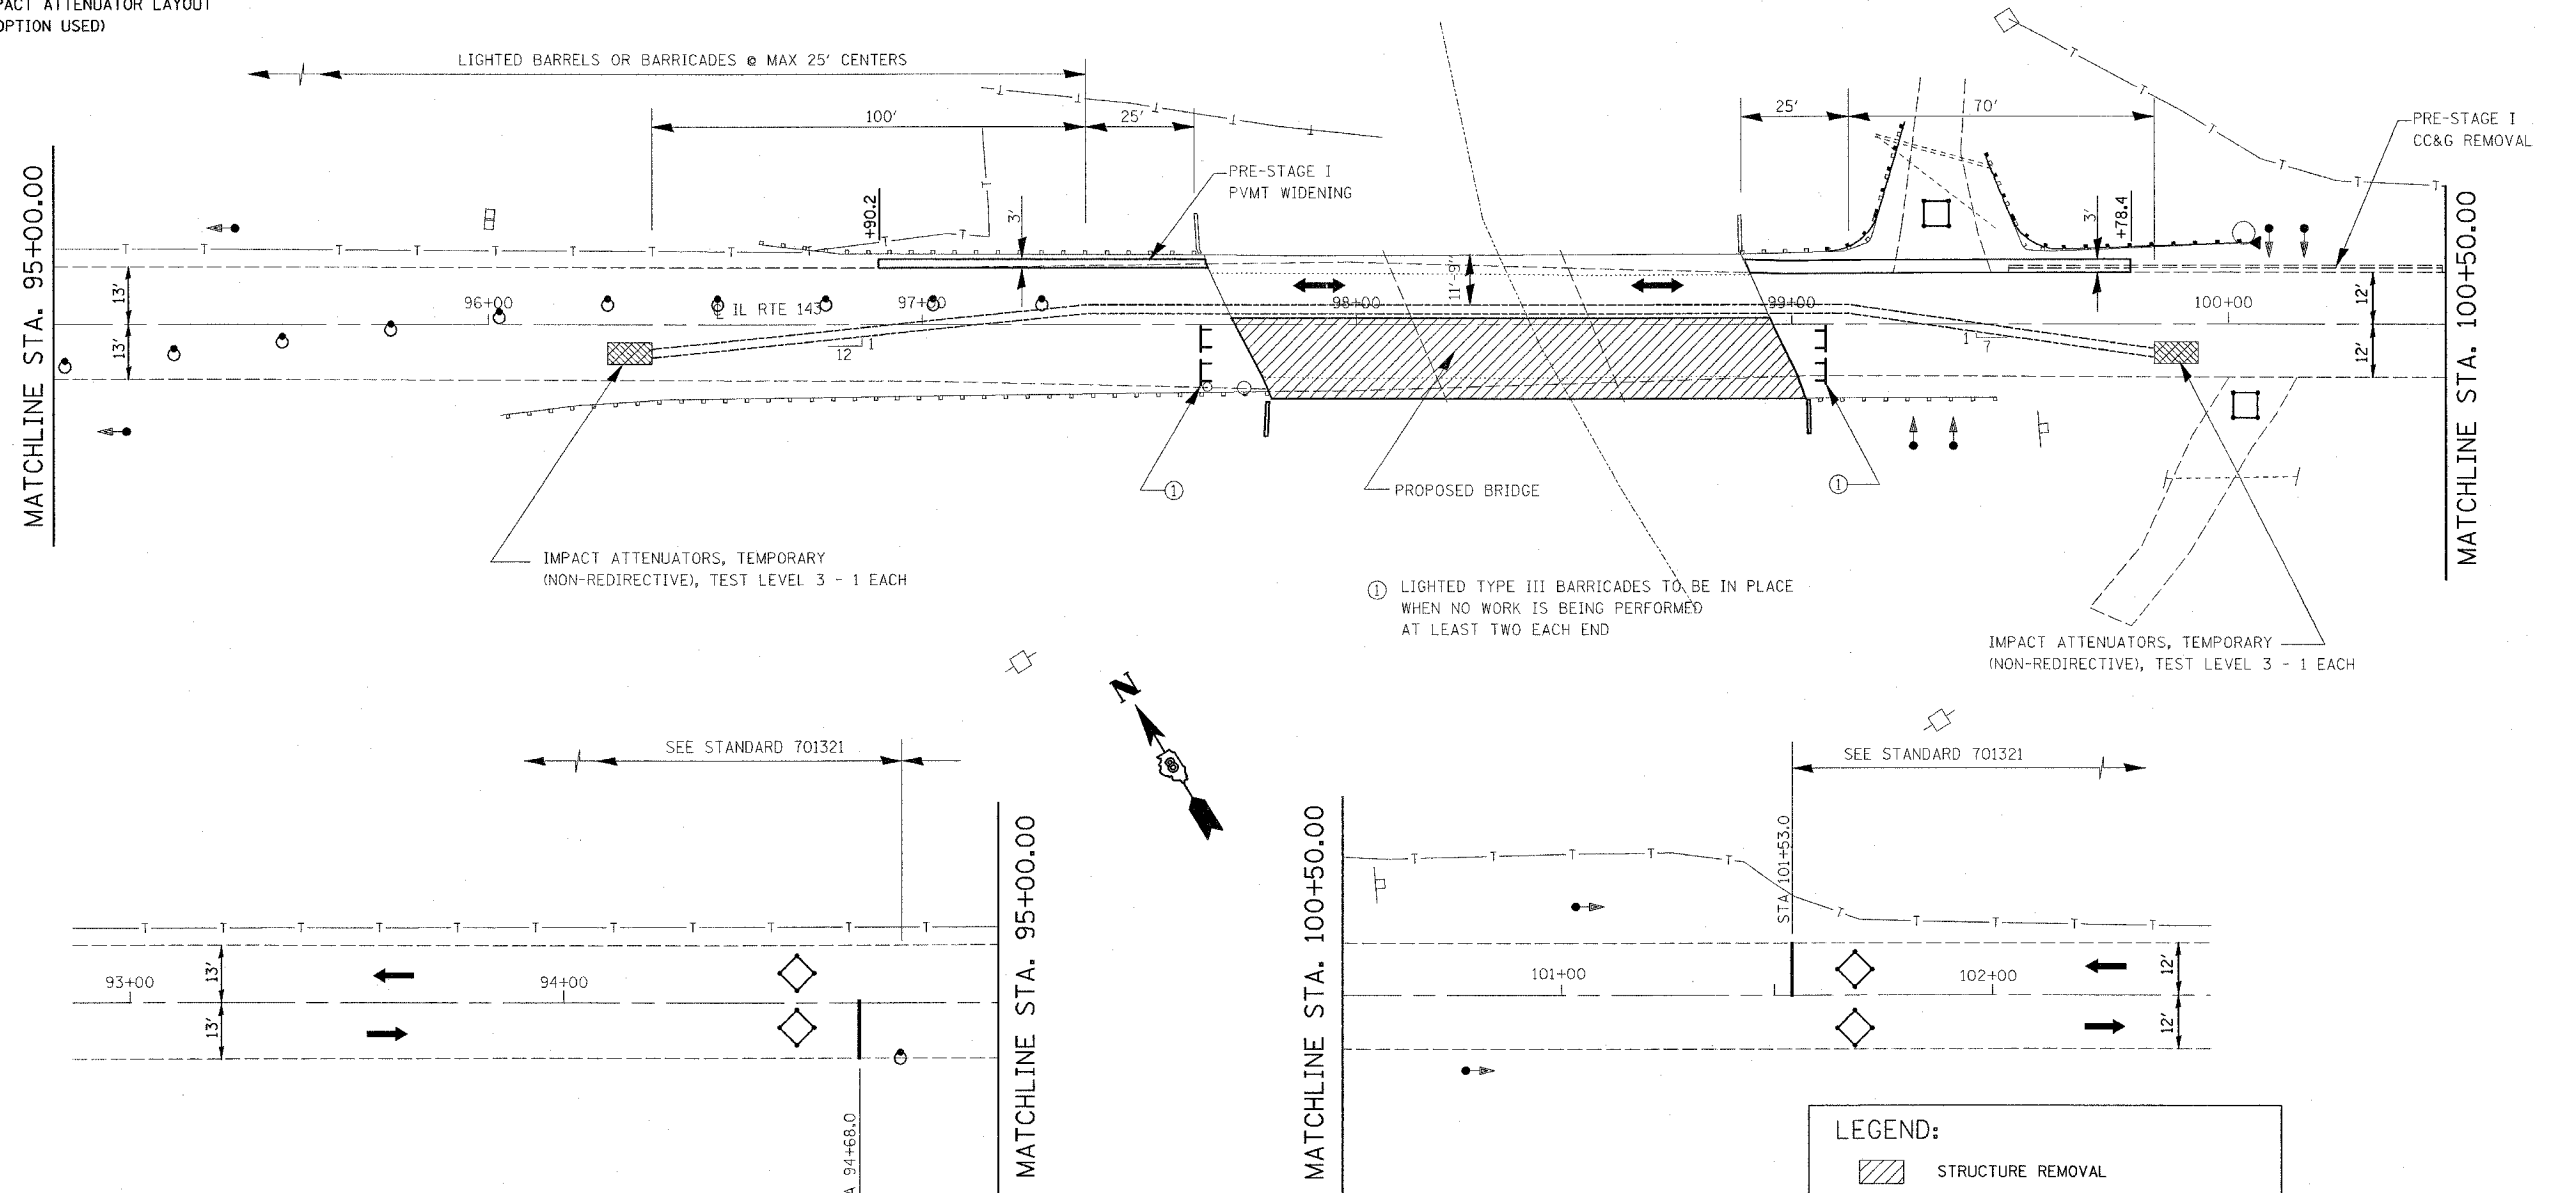 PACT ATTENUATOR LAYOUT
OPTION USED)
LIGHTED BARRELS OR BARRICADES @ MAX 25' CENTERS
100'
25'
25'
70'
PRE-STAGE I
CC&G REMOVAL
PRE-STAGE I
PVMT WIDENING
+90.2
3'
3'
+78.4
MATCHLINE STA. 95+00.00
MATCHLINE STA. 100+50.00
13'
13'
96+00
℄ IL RTE 143
97+00
11'-9"
98+00
99+00
100+00
12'
12'
12
1
1
7
1
PROPOSED BRIDGE
1
IMPACT ATTENUATORS, TEMPORARY
(NON-REDIRECTIVE), TEST LEVEL 3 - 1 EACH
1 LIGHTED TYPE III BARRICADES TO BE IN PLACE
WHEN NO WORK IS BEING PERFORMED
AT LEAST TWO EACH END
IMPACT ATTENUATORS, TEMPORARY
(NON-REDIRECTIVE), TEST LEVEL 3 - 1 EACH
N
8
SEE STANDARD 701321
SEE STANDARD 701321
93+00
13'
13'
94+00
A 94+68.0
MATCHLINE STA. 95+00.00
MATCHLINE STA. 100+50.00
STA 101+53.0
101+00
102+00
12'
12'
LEGEND:
STRUCTURE REMOVAL